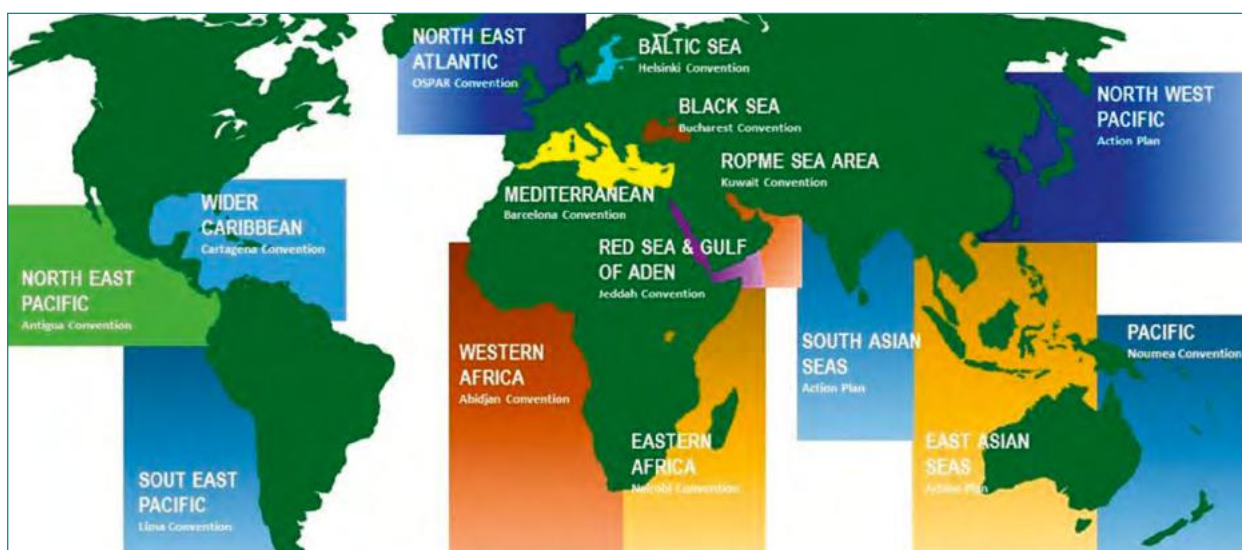 NORTH EAST
ATLANTIC
OSPAR Convention
BALTIC SEA
Helsinki Convention
BLACK SEA
Bucharest Convention
NORTH WEST
PACIFIC
Action Plan
ROPME SEA AREA
Kuwait Convention
MEDITERRANEAN
Barcelona Convention
WIDER
CARIBBEAN
Cartagena Convention
RED SEA & GULF
OF ADEN
Jeddah Convention
NORTH EAST
PACIFIC
Antigua Convention
WESTERN
AFRICA
Abidjan Convention
SOUTH ASIAN
SEAS
Action Plan
PACIFIC
Noumea Convention
EASTERN
AFRICA
Nairobi Convention
EAST ASIAN
SEAS
Action Plan
SOUT EAST
PACIFIC
Lima Convention